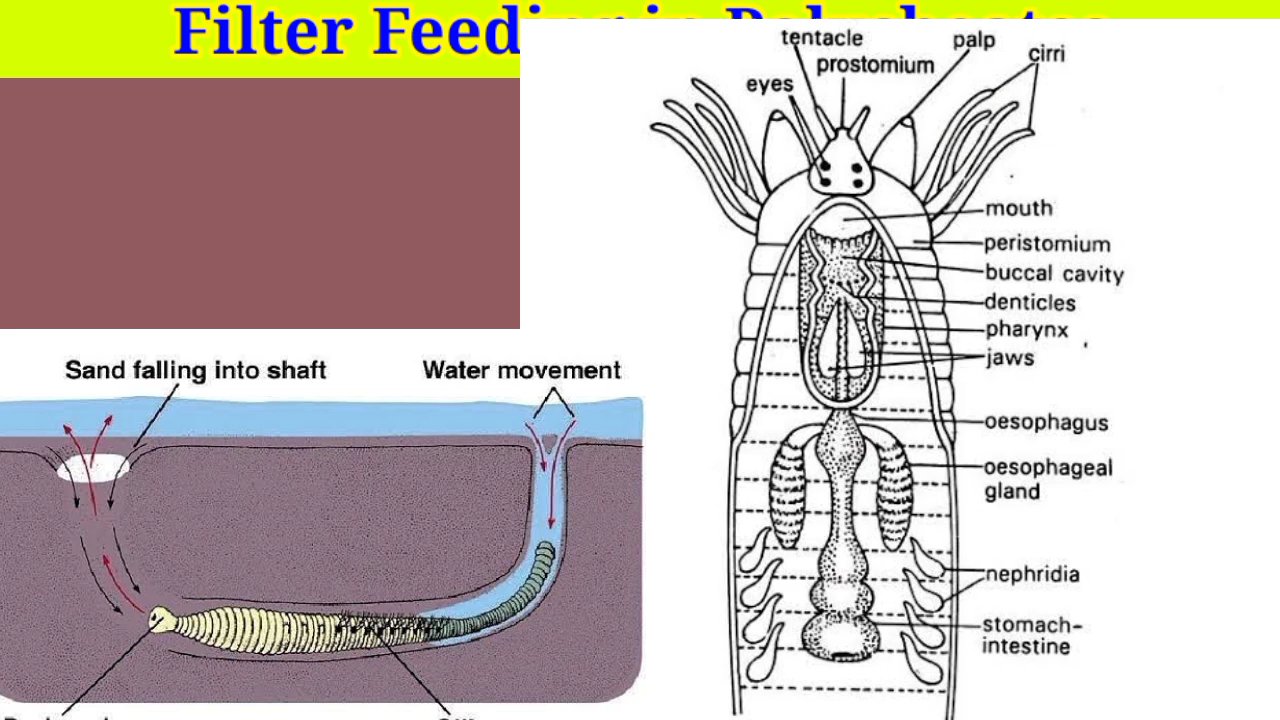 Filter Feed
tentacle
palp
cirri
prostomium
eyes
mouth
peristomium
buccal cavity
denticles
pharynx
jaws
oesophagus
oesophageal
gland
nephridia
stomach-
intestine
Sand falling into shaft
Water movement